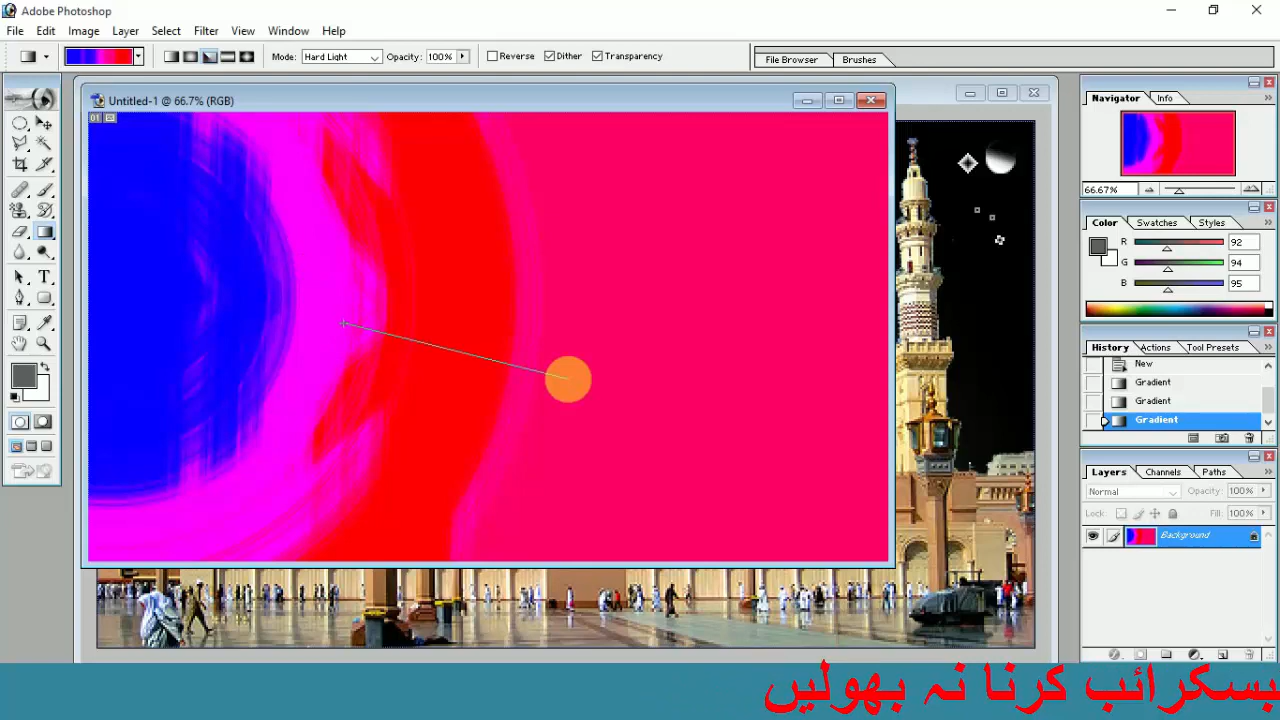 Adobe Photoshop
File Edit Image Layer Select Filter View Window Help
Mode: Hard Light Opacity: 100% Reverse Dither Transparency File Browser Brushes
Untitled-1 @ 66.7% (RGB)
01
Navigator Info
66.67%
Color Swatches Styles
R 92
G 94
B 95
History Actions Tool Presets
New
Gradient
Gradient
Gradient
Layers Channels Paths
Normal Opacity: 100%
Lock: Fill: 100%
Background
بسکرائب کرنا نہ بھولیں